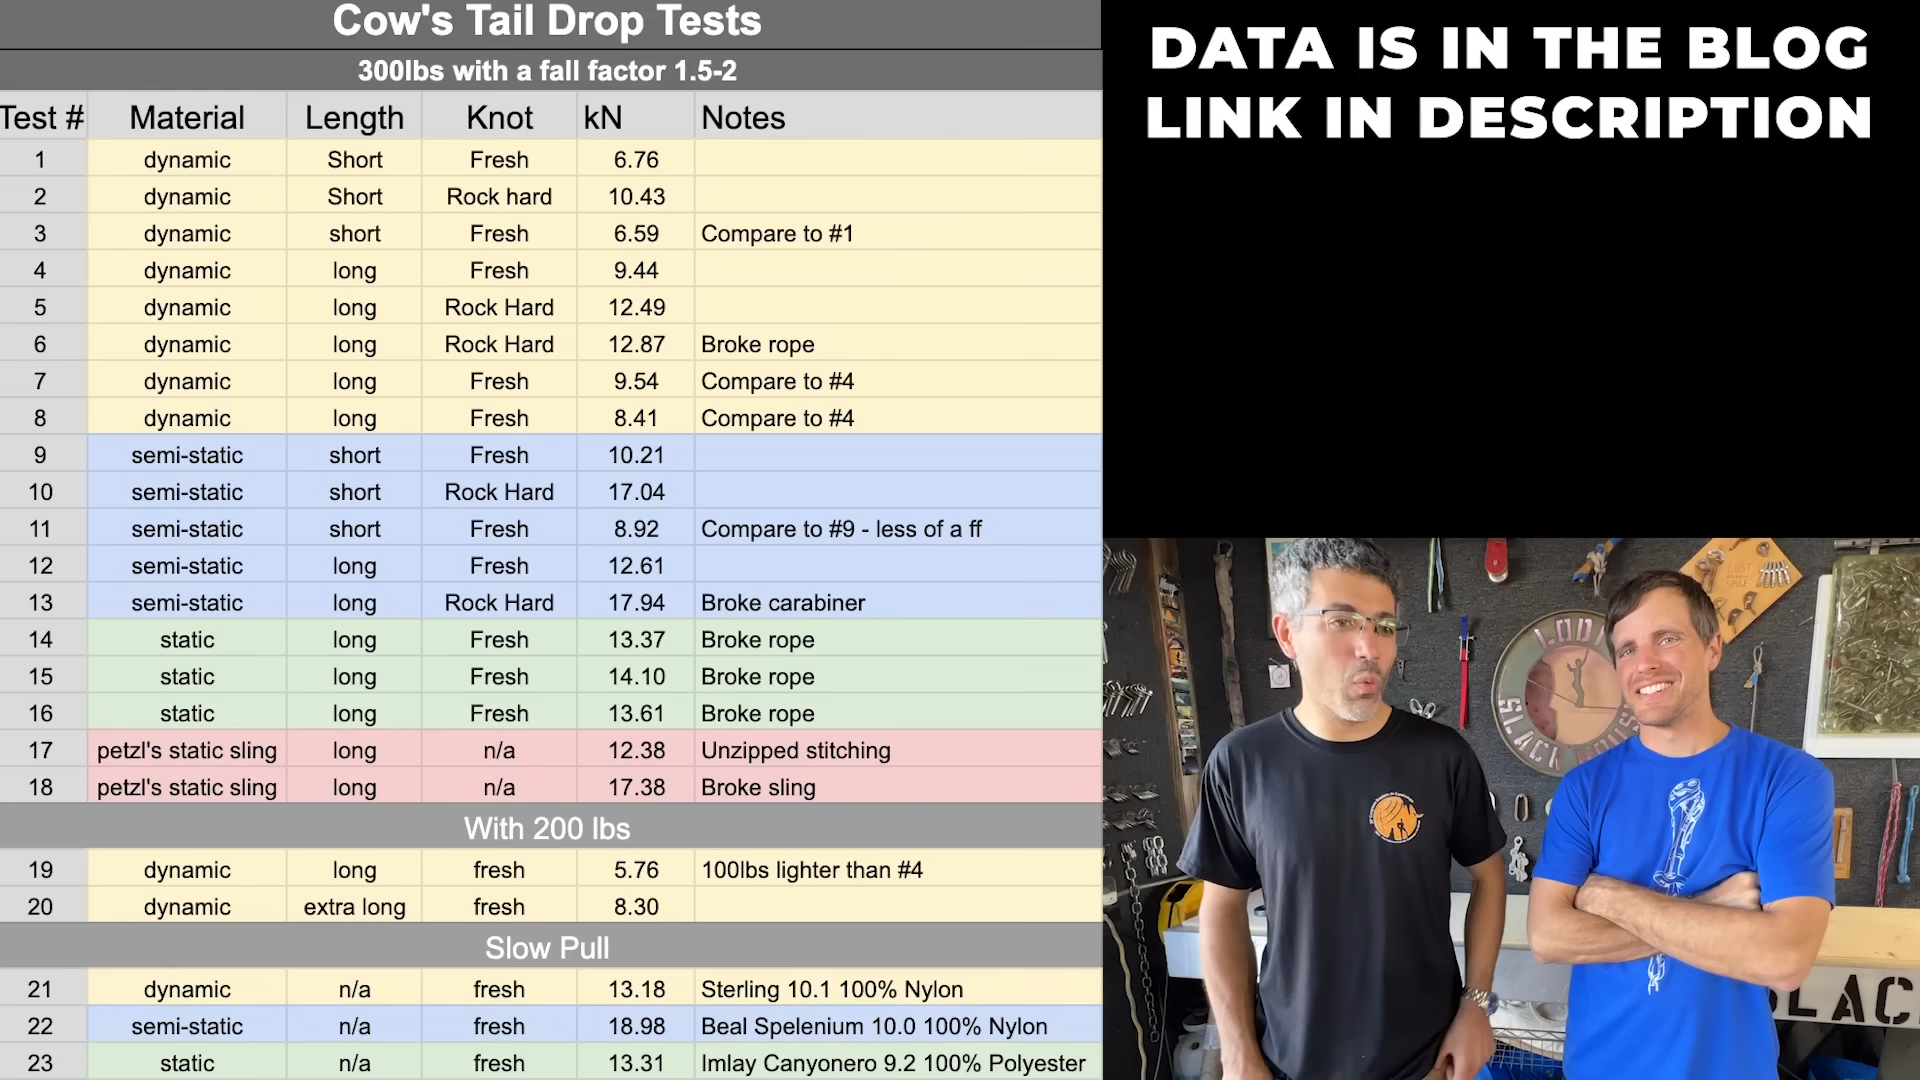 Cow's Tail Drop Tests
300lbs with a fall factor 1.5-2
Test # Material Length Knot kN Notes
1 dynamic Short Fresh 6.76
2 dynamic Short Rock hard 10.43
3 dynamic short Fresh 6.59 Compare to #1
4 dynamic long Fresh 9.44
5 dynamic long Rock Hard 12.49
6 dynamic long Rock Hard 12.87 Broke rope
7 dynamic long Fresh 9.54 Compare to #4
8 dynamic long Fresh 8.41 Compare to #4
9 semi-static short Fresh 10.21
10 semi-static short Rock Hard 17.04
11 semi-static short Fresh 8.92 Compare to #9 - less of a ff
12 semi-static long Fresh 12.61
13 semi-static long Rock Hard 17.94 Broke carabiner
14 static long Fresh 13.37 Broke rope
15 static long Fresh 14.10 Broke rope
16 static long Fresh 13.61 Broke rope
17 petzl's static sling long n/a 12.38 Unzipped stitching
18 petzl's static sling long n/a 17.38 Broke sling
With 200 lbs
19 dynamic long fresh 5.76 100lbs lighter than #4
20 dynamic extra long fresh 8.30
Slow Pull
21 dynamic n/a fresh 13.18 Sterling 10.1 100% Nylon
22 semi-static n/a fresh 18.98 Beal Spelenium 10.0 100% Nylon
23 static n/a fresh 13.31 Imlay Canyonero 9.2 100% Polyester
DATA IS IN THE BLOG
LINK IN DESCRIPTION